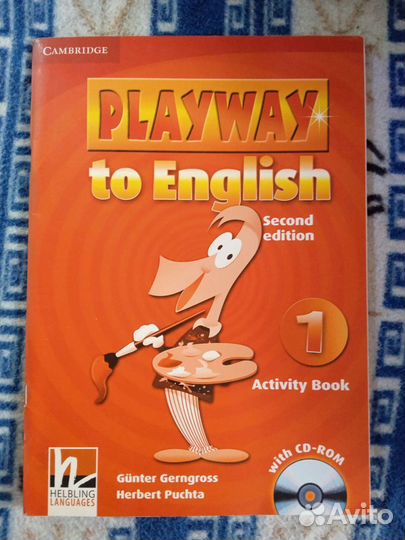 CAMBRIDGE
PLAYWAY
to English
Second
edition
1
Activity Book
with CD-ROM
Günter Gerngross
Herbert Puchta
HELBLING
LANGUAGES
Avito